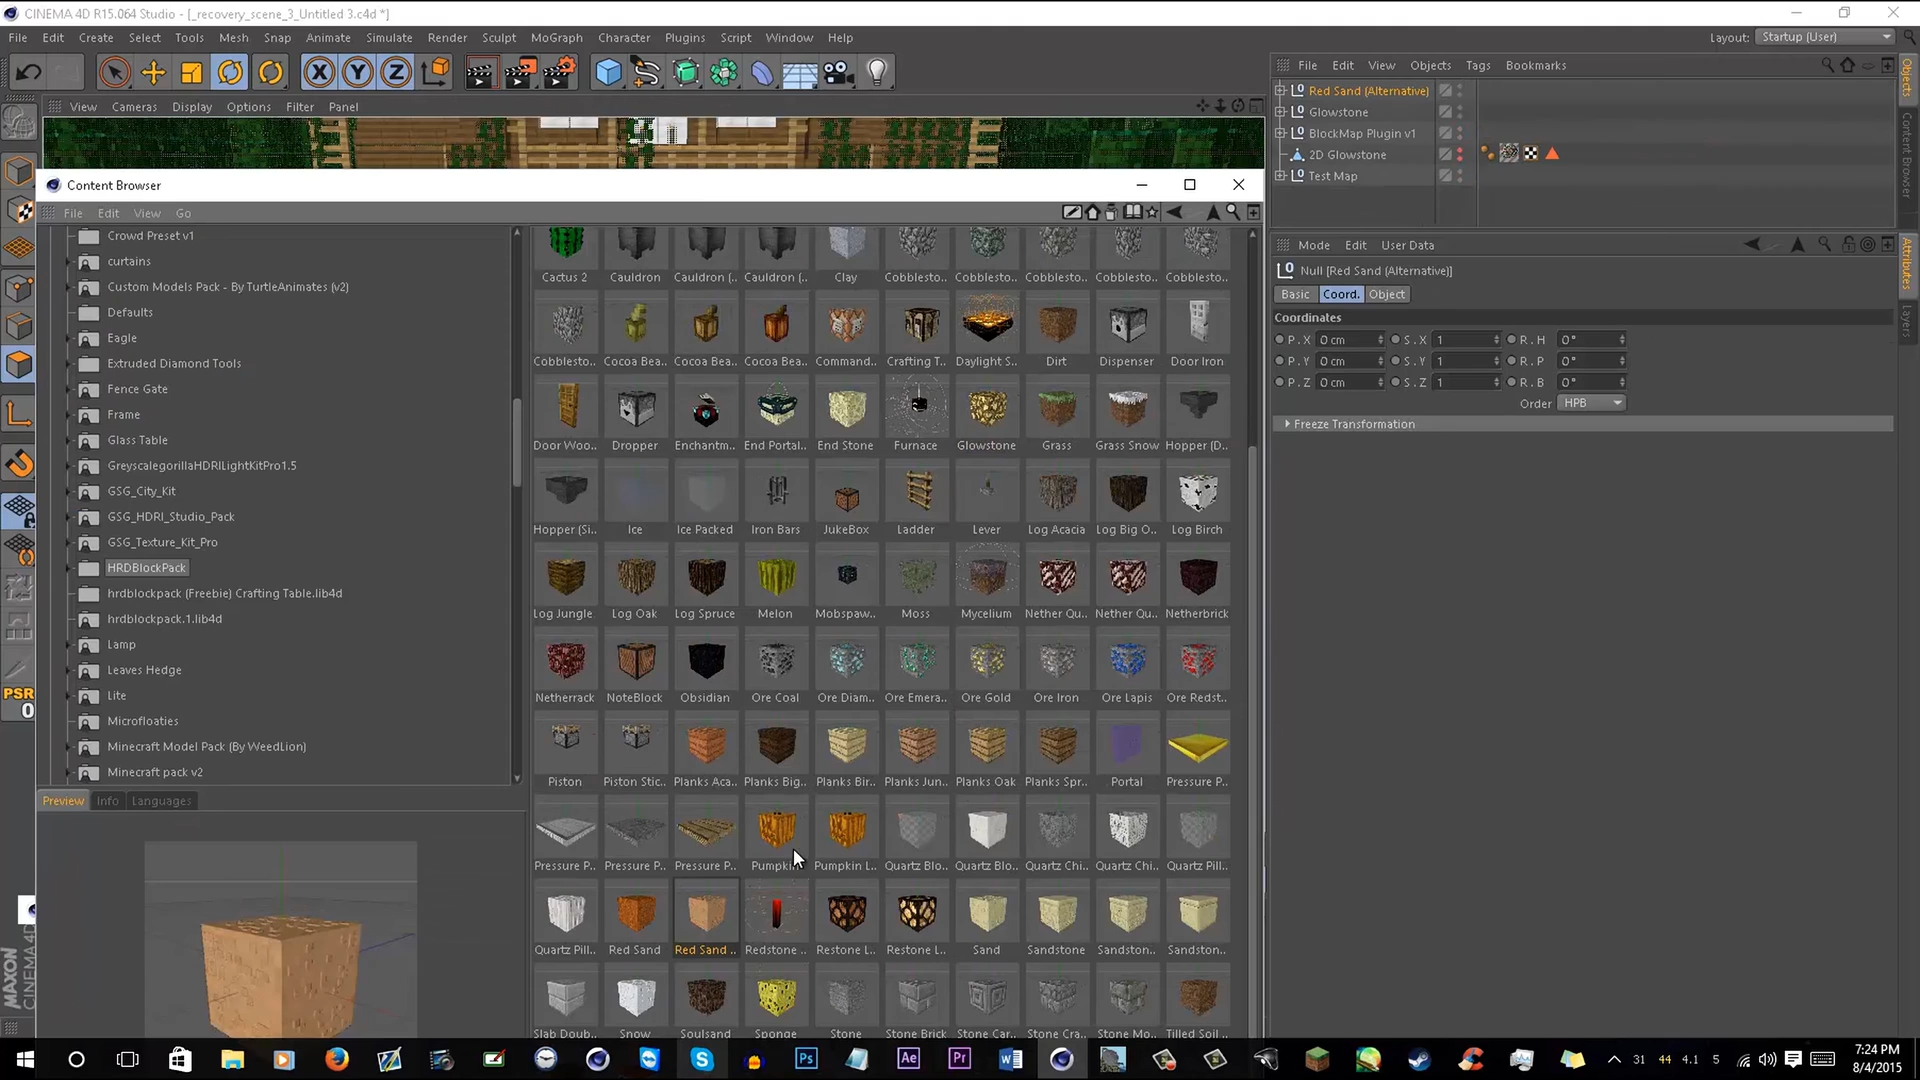 CINEMA 4D R15.064 Studio - [_recovery_scene_3_Untitled 3.c4d *]
File Edit Create Select Tools Mesh Snap Animate Simulate Render Sculpt MoGraph Character Plugins Script Window Help
Layout: Startup (User)
File Edit View Objects Tags Bookmarks
Red Sand (Alternative)
Glowstone
BlockMap Plugin v1
2D Glowstone
Test Map
Objects
Content Browser
View Cameras Display Options Filter Panel
Content Browser
File Edit View Go
Crowd Preset v1
curtains
Custom Models Pack - By TurtleAnimates (v2)
Defaults
Eagle
Extruded Diamond Tools
Fence Gate
Frame
Glass Table
GreyscalegorillaHDRILightKitPro1.5
GSG_City_Kit
GSG_HDRI_Studio_Pack
GSG_Texture_Kit_Pro
HRDBlockPack
hrdblockpack (Freebie) Crafting Table.lib4d
hrdblockpack.1.lib4d
Lamp
Leaves Hedge
Lite
Microfloaties
Minecraft Model Pack (By WeedLion)
Minecraft pack v2
Preview Info Languages
Cactus 2 Cauldron Cauldron (.. Cauldron (.. Clay Cobblesto.. Cobblesto.. Cobblesto.. Cobblesto..
Cobblesto.. Cocoa Bea.. Cocoa Bea.. Cocoa Bea.. Command.. Crafting T.. Daylight S.. Dirt Dispenser Door Iron
Door Woo.. Dropper Enchantm.. End Portal.. End Stone Furnace Glowstone Grass Grass Snow Hopper (D..
Hopper (Si.. Ice Ice Packed Iron Bars JukeBox Ladder Lever Log Acacia Log Big O.. Log Birch
Log Jungle Log Oak Log Spruce Melon Mobspaw.. Moss Mycelium Nether Qu.. Nether Qu.. Netherbrick
Netherrack NoteBlock Obsidian Ore Coal Ore Diam.. Ore Emera.. Ore Gold Ore Iron Ore Lapis Ore Redst..
Piston Piston Stic.. Planks Aca.. Planks Big.. Planks Bir.. Planks Jun.. Planks Oak Planks Spr.. Portal Pressure P..
Pressure P.. Pressure P.. Pressure P.. Pumpkin Pumpkin L.. Quartz Blo.. Quartz Blo.. Quartz Chi.. Quartz Chi.. Quartz Pill..
Quartz Pill.. Red Sand Red Sand .. Redstone .. Restone L.. Restone L.. Sand Sandstone Sandston.. Sandston..
Slab Doub.. Snow Soulsand Sponge Stone Stone Brick Stone Car.. Stone Cra.. Stone Mo.. Tilled Soil ..
Mode Edit User Data
Null [Red Sand (Alternative)]
Basic Coord. Object
Coordinates
P . X 0 cm S . X 1 R . H 0 °
P . Y 0 cm S . Y 1 R . P 0 °
P . Z 0 cm S . Z 1 R . B 0 °
Order HPB
Freeze Transformation
Attributes
Layers
X Y Z
PSR
0
MAXON
CINEMA 4D
Ps Ae Pr
31 44 4.1 5
7:24 PM
8/4/2015